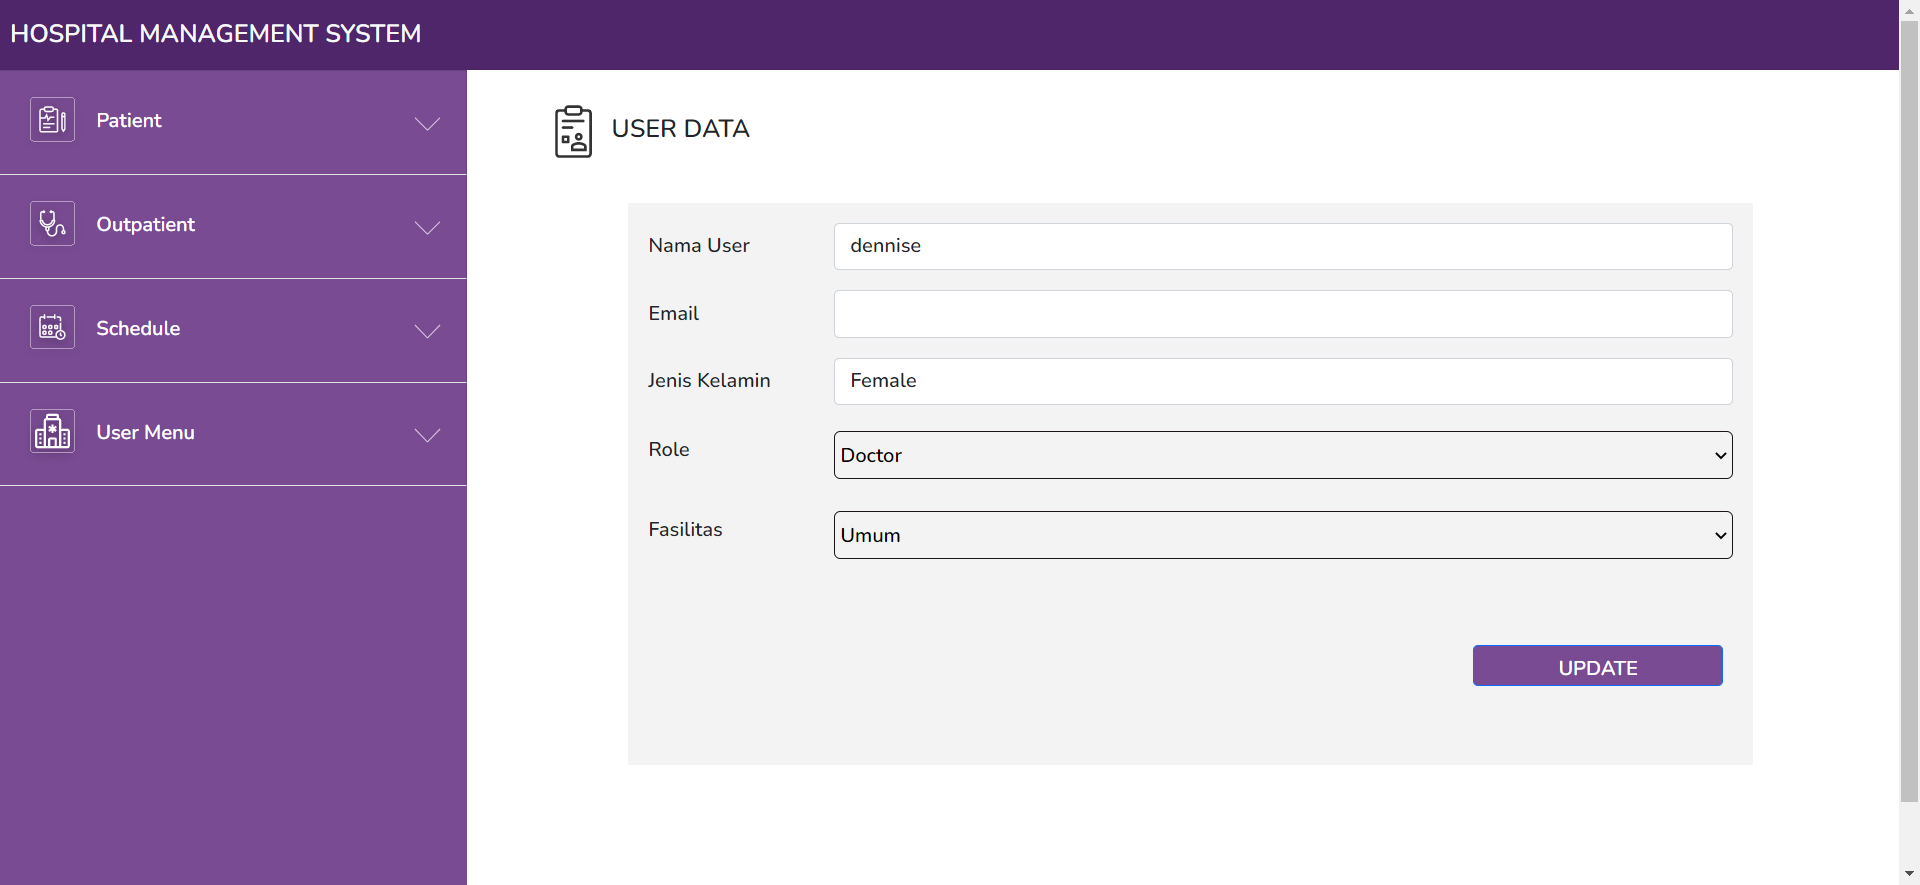 HOSPITAL MANAGEMENT SYSTEM
Patient
Outpatient
Schedule
User Menu
USER DATA
Nama User dennise
Email
Jenis Kelamin Female
Role Doctor
Fasilitas Umum
UPDATE